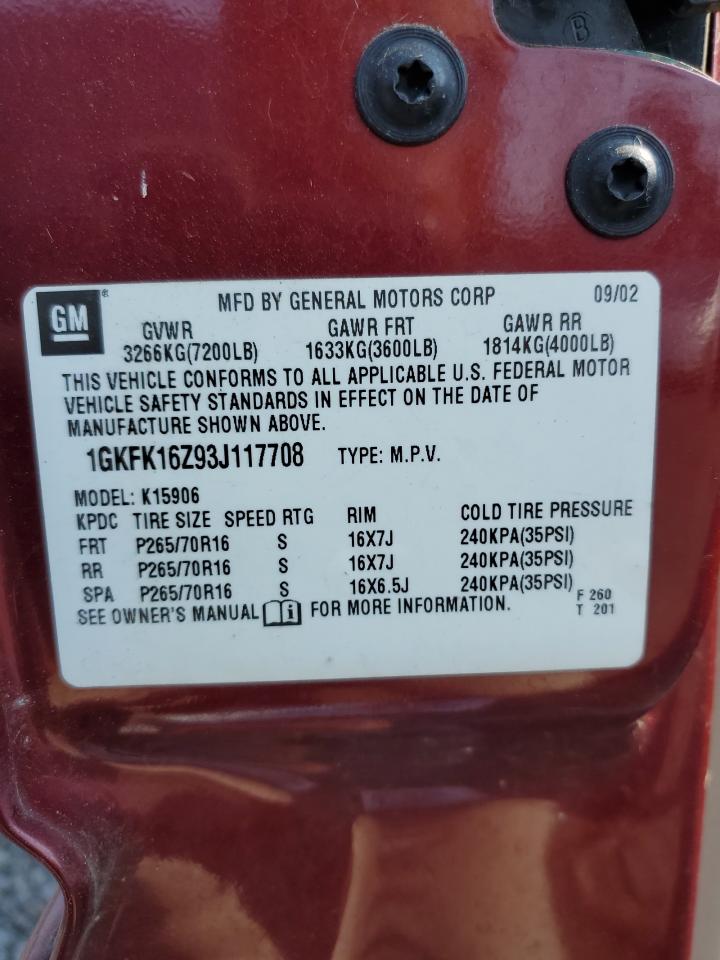 B
GM ®
MFD BY GENERAL MOTORS CORP 09/02
GVWR GAWR FRT GAWR RR
3266KG(7200LB) 1633KG(3600LB) 1814KG(4000LB)
THIS VEHICLE CONFORMS TO ALL APPLICABLE U.S. FEDERAL MOTOR
VEHICLE SAFETY STANDARDS IN EFFECT ON THE DATE OF
MANUFACTURE SHOWN ABOVE.
1GKFK16Z93J117708 TYPE: M.P.V.
MODEL: K15906
KPDC TIRE SIZE SPEED RTG RIM COLD TIRE PRESSURE
FRT P265/70R16 S 16X7J 240KPA(35PSI)
RR P265/70R16 S 16X7J 240KPA(35PSI)
SPA P265/70R16 S 16X6.5J 240KPA(35PSI)
SEE OWNER'S MANUAL i FOR MORE INFORMATION.
F 260
T 201